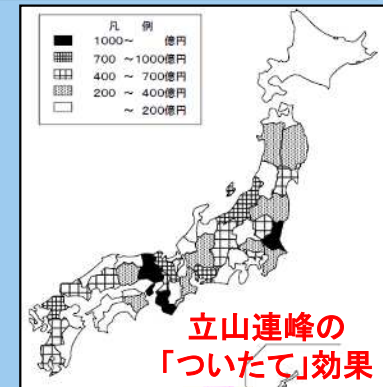 凡 例
1000～ 億円
700 ～1000億円
400 ～ 700億円
200 ～ 400億円
～ 200億円
立山連峰の
「ついたて」効果